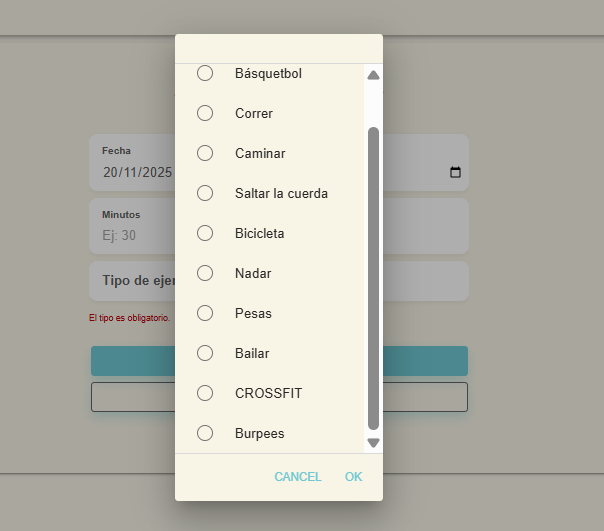 Básquetbol
Correr
Fecha
Caminar
20/11/2025
Saltar la cuerda
Minutos
Ej: 30
Bicicleta
Nadar
Tipo de ejer
Pesas
El tipo es obligatorio.
Bailar
CROSSFIT
Burpees
CANCEL OK